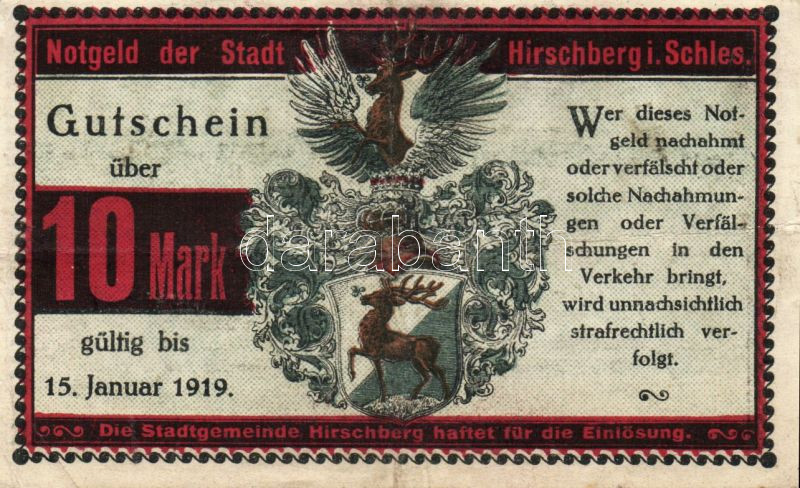 Notgeld der Stadt Hirschberg i. Schles.
Gutschein
über
10 Mark
gültig bis
15. Januar 1919.
Wer dieses Not-
geld nachahmt
oder verfälscht oder
solche Nachahmun-
gen oder Verfäl-
schungen in den
Verkehr bringt,
wird unnachsichtlich
strafrechtlich ver-
folgt.
Die Stadtgemeinde Hirschberg haftet für die Einlösung.
darabanth